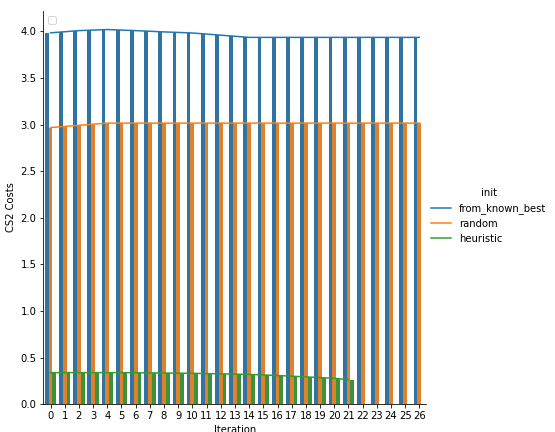 4.0
3.5
3.0
2.5
2.0
1.5
1.0
0.5
0.0
CS2 Costs
0 1 2 3 4 5 6 7 8 9 10 11 12 13 14 15 16 17 18 19 20 21 22 23 24 25 26
Iteration
init
from_known_best
random
heuristic